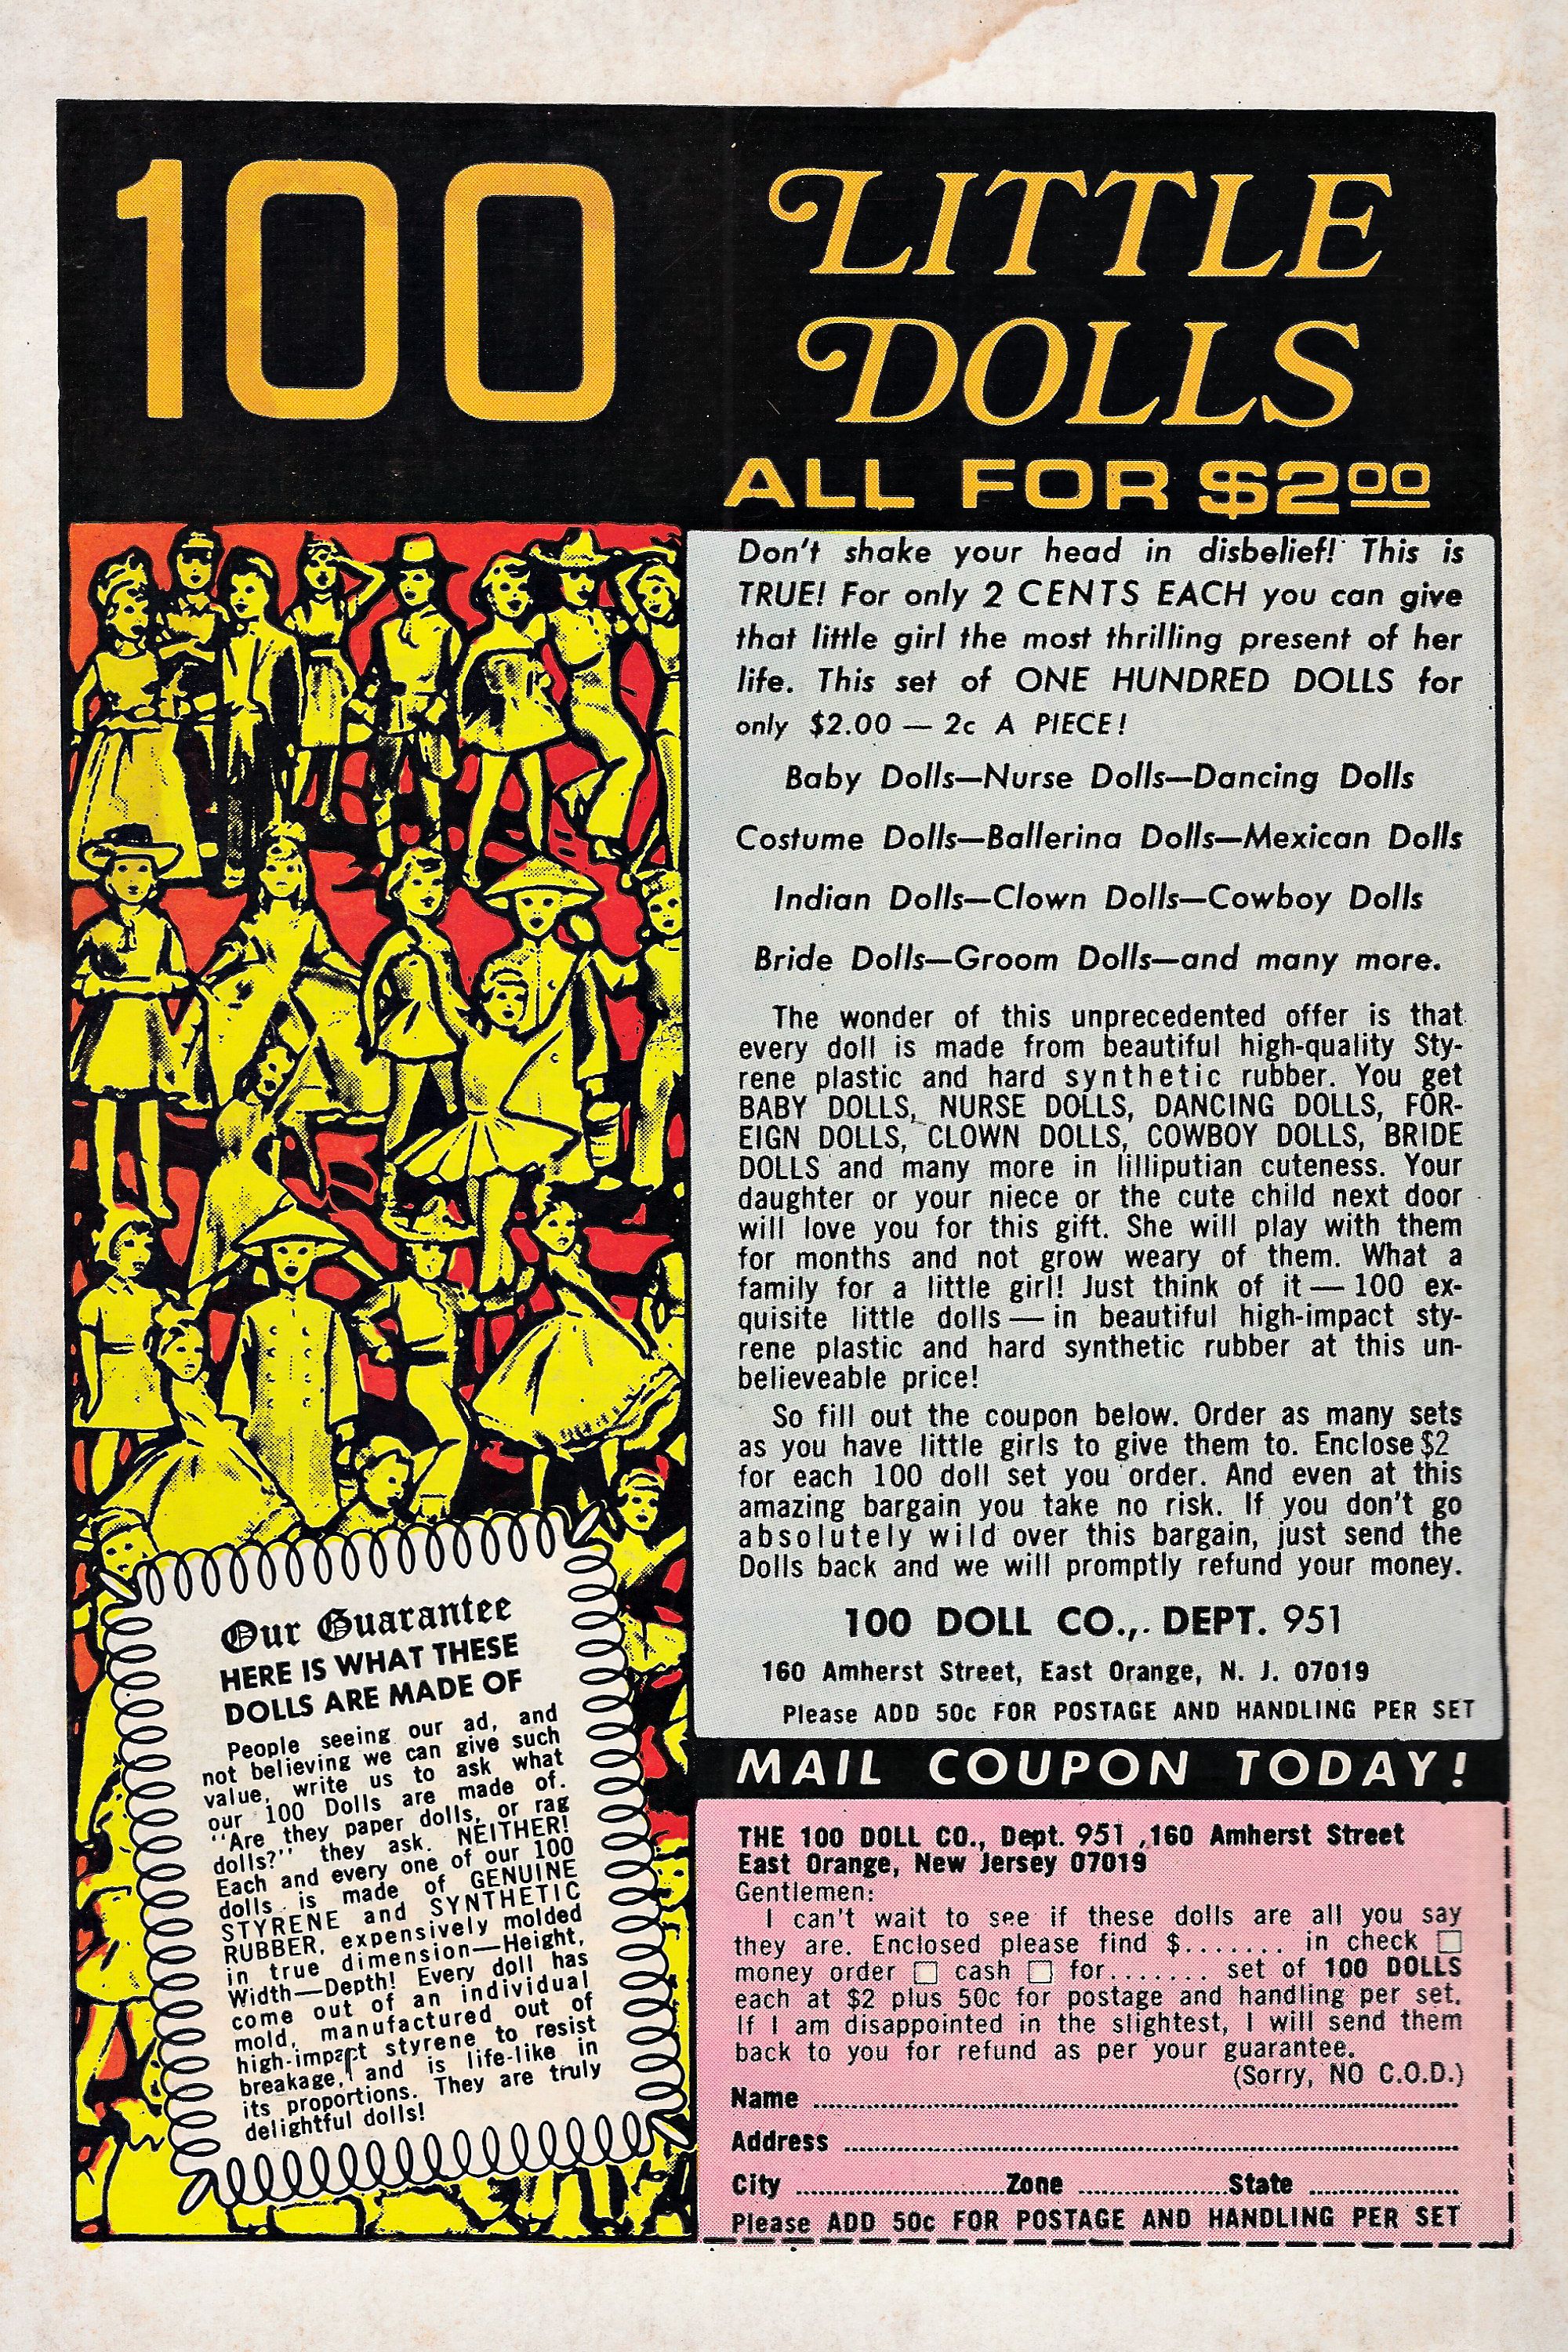 100
LITTLE
DOLLS
ALL FOR $2.00
Don't shake your head in disbelief! This is
TRUE! For only 2 CENTS EACH you can give
that little girl the most thrilling present of her
life. This set of ONE HUNDRED DOLLS for
only $2.00 — 2c A PIECE!
Baby Dolls—Nurse Dolls—Dancing Dolls
Costume Dolls—Ballerina Dolls—Mexican Dolls
Indian Dolls—Clown Dolls—Cowboy Dolls
Bride Dolls—Groom Dolls—and many more.
The wonder of this unprecedented offer is that
every doll is made from beautiful high-quality Sty-
rene plastic and hard synthetic rubber. You get
BABY DOLLS, NURSE DOLLS, DANCING DOLLS, FOR-
EIGN DOLLS, CLOWN DOLLS, COWBOY DOLLS, BRIDE
DOLLS and many more in lilliputian cuteness. Your
daughter or your niece or the cute child next door
will love you for this gift. She will play with them
for months and not grow weary of them. What a
family for a little girl! Just think of it — 100 ex-
quisite little dolls — in beautiful high-impact sty-
rene plastic and hard synthetic rubber at this un-
believeable price!
So fill out the coupon below. Order as many sets
as you have little girls to give them to. Enclose $2
for each 100 doll set you order. And even at this
amazing bargain you take no risk. If you don't go
absolutely wild over this bargain, just send the
Dolls back and we will promptly refund your money.
100 DOLL CO.,. DEPT. 951
160 Amherst Street, East Orange, N. J. 07019
Please ADD 50c FOR POSTAGE AND HANDLING PER SET
Our Guarantee
HERE IS WHAT THESE
DOLLS ARE MADE OF
People seeing our ad, and
not believing we can give such
value, write us to ask what
our 100 Dolls are made of.
"Are they paper dolls, or rag
dolls?" they ask. NEITHER!
Each and every one of our 100
dolls is made of GENUINE
STYRENE and SYNTHETIC
RUBBER, expensively molded
in true dimension—Height,
Width—Depth! Every doll has
come out of an individual
mold, manufactured out of
high-impact styrene to resist
breakage, and is life-like in
its proportions. They are truly
delightful dolls!
MAIL COUPON TODAY!
THE 100 DOLL CO., Dept. 951 ,160 Amherst Street
East Orange, New Jersey 07019
Gentlemen:
I can't wait to see if these dolls are all you say
they are. Enclosed please find $....... in check □
money order □ cash □ for....... set of 100 DOLLS
each at $2 plus 50c for postage and handling per set.
If I am disappointed in the slightest, I will send them
back to you for refund as per your guarantee.
(Sorry, NO C.O.D.)
Name ..........
Address ..........
City .......... Zone .......... State ..........
Please ADD 50c FOR POSTAGE AND HANDLING PER SET